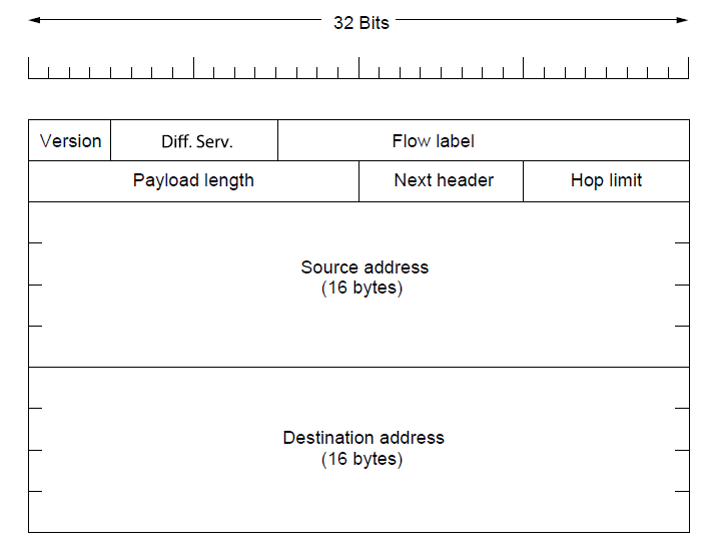 32 Bits
Version Diff. Serv. Flow label
Payload length Next header Hop limit
Source address
(16 bytes)
Destination address
(16 bytes)